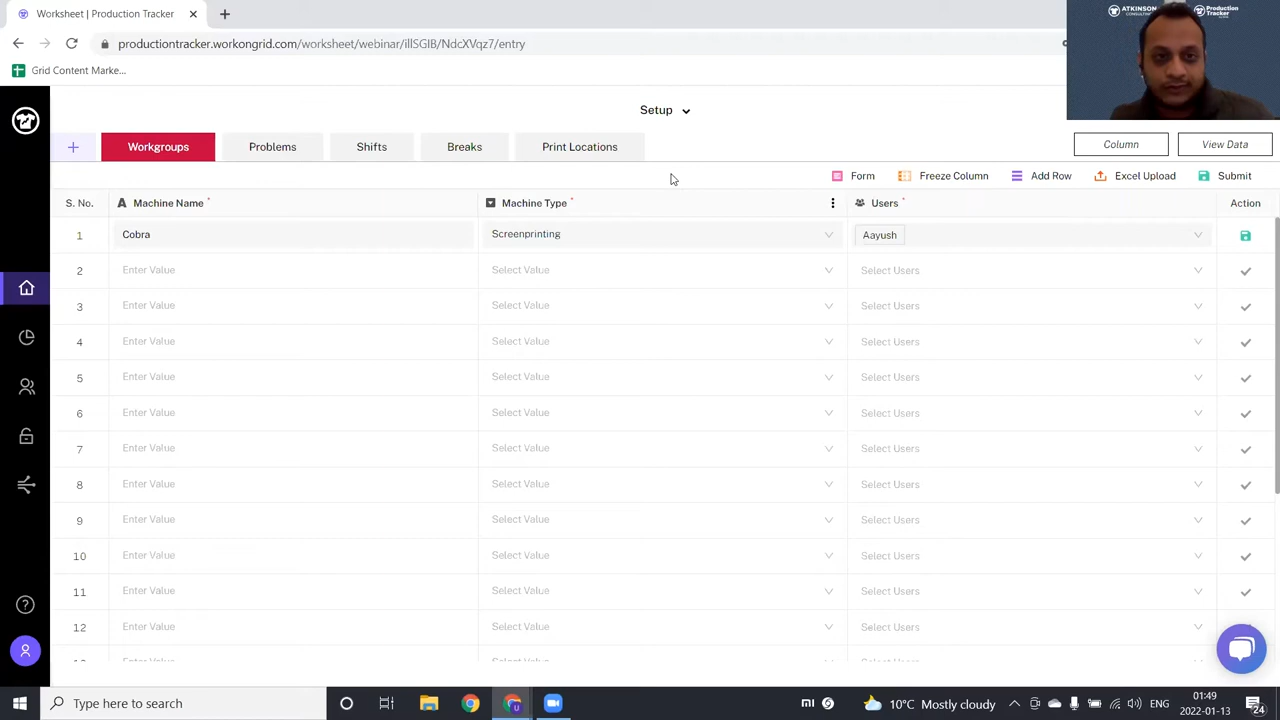 Worksheet | Production Tracker
productiontracker.workongrid.com/worksheet/webinar/illSGIB/NdcXVqz7/entry
Grid Content Marke...
ATKINSON
CONSULTING
Production
Tracker
Setup
Workgroups
Problems
Shifts
Breaks
Print Locations
Column
View Data
Form
Freeze Column
Add Row
Excel Upload
Submit
S. No.
Machine Name *
Machine Type *
Users *
Action
1 Cobra Screenprinting Aayush
2 Enter Value Select Value Select Users
3 Enter Value Select Value Select Users
4 Enter Value Select Value Select Users
5 Enter Value Select Value Select Users
6 Enter Value Select Value Select Users
7 Enter Value Select Value Select Users
8 Enter Value Select Value Select Users
9 Enter Value Select Value Select Users
10 Enter Value Select Value Select Users
11 Enter Value Select Value Select Users
12 Enter Value Select Value Select Users
Type here to search
10°C Mostly cloudy
ENG
01:49
2022-01-13
24